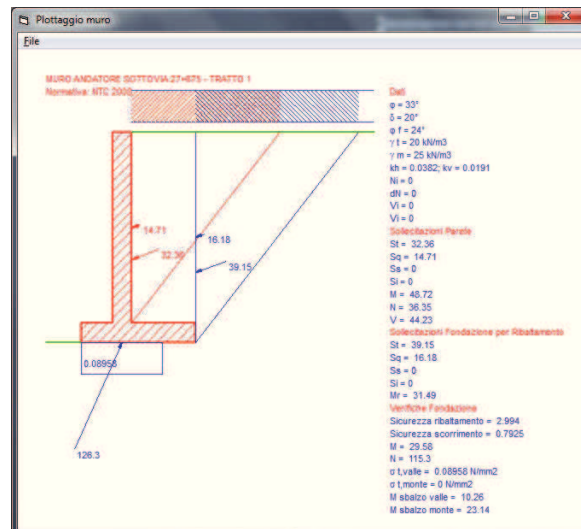 Plottaggio muro
File
MURO ANDATORE SOTTOVIA 27+675 - TRATTO 1
Normativa: NTC 2008
14.71
32.36
16.18
39.15
0.08958
126.3
Dati
φ = 33°
δ = 20°
φ f = 24°
γ t = 20 kN/m3
γ m = 25 kN/m3
kh = 0.0382; kv = 0.0191
Ni = 0
dN = 0
Vi = 0
Vi = 0
Sollecitazioni Parete
St = 32.36
Sq = 14.71
Ss = 0
Si = 0
M = 48.72
N = 36.35
V = 44.23
Sollecitazioni Fondazione per Ribaltamento
St = 39.15
Sq = 16.18
Ss = 0
Si = 0
Mr = 31.49
Verifiche Fondazione
Sicurezza ribaltamento = 2.994
Sicurezza scorrimento = 0.7925
M = 29.58
N = 115.3
σ t,valle = 0.08958 N/mm2
σ t,monte = 0 N/mm2
M sbalzo valle = 10.26
M sbalzo monte = 23.14